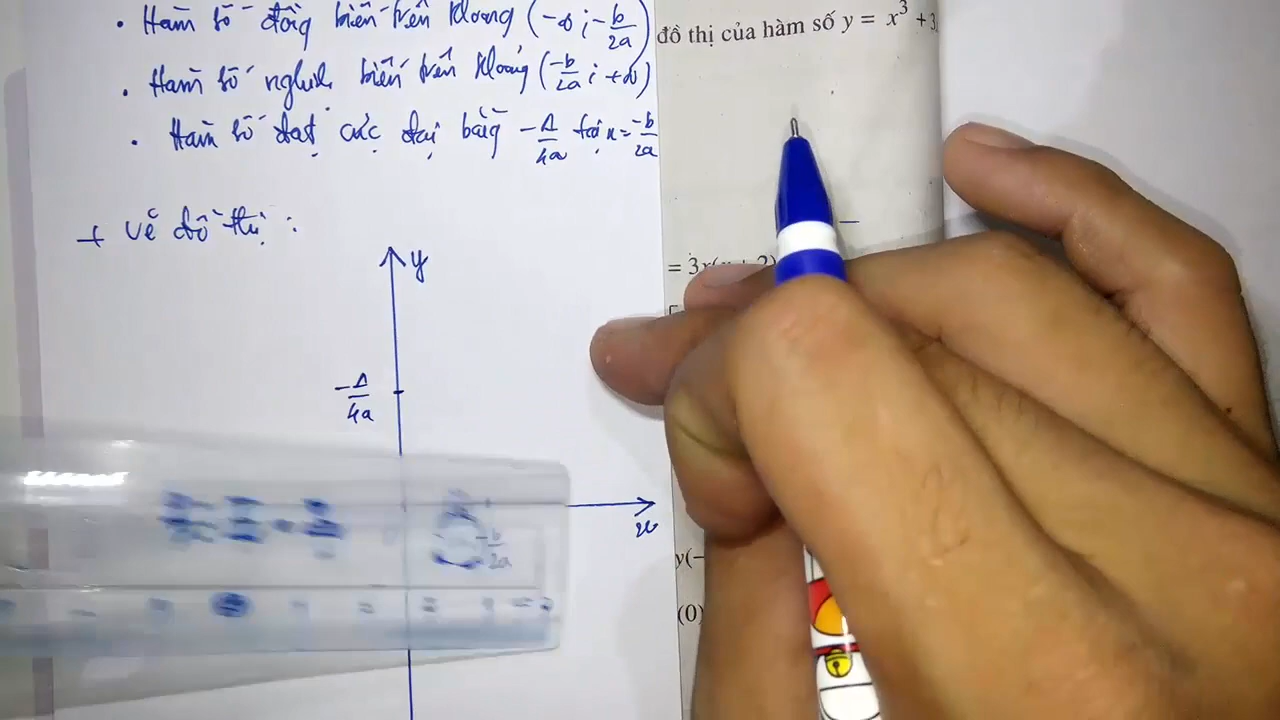 . Hàm số đồng biến trên khoảng (-∞ ; -b/2a)
. Hàm số nghịch biến trên khoảng (-b/2a ; +∞)
. Hàm số đạt cực đại bằng -Δ/4a tại x = -b/2a
+ Vẽ đồ thị :
y
-Δ/4a
x
-b/2a
đồ thị của hàm số y = x³ + 3
= 3x(x + 2)
y(-
(0)